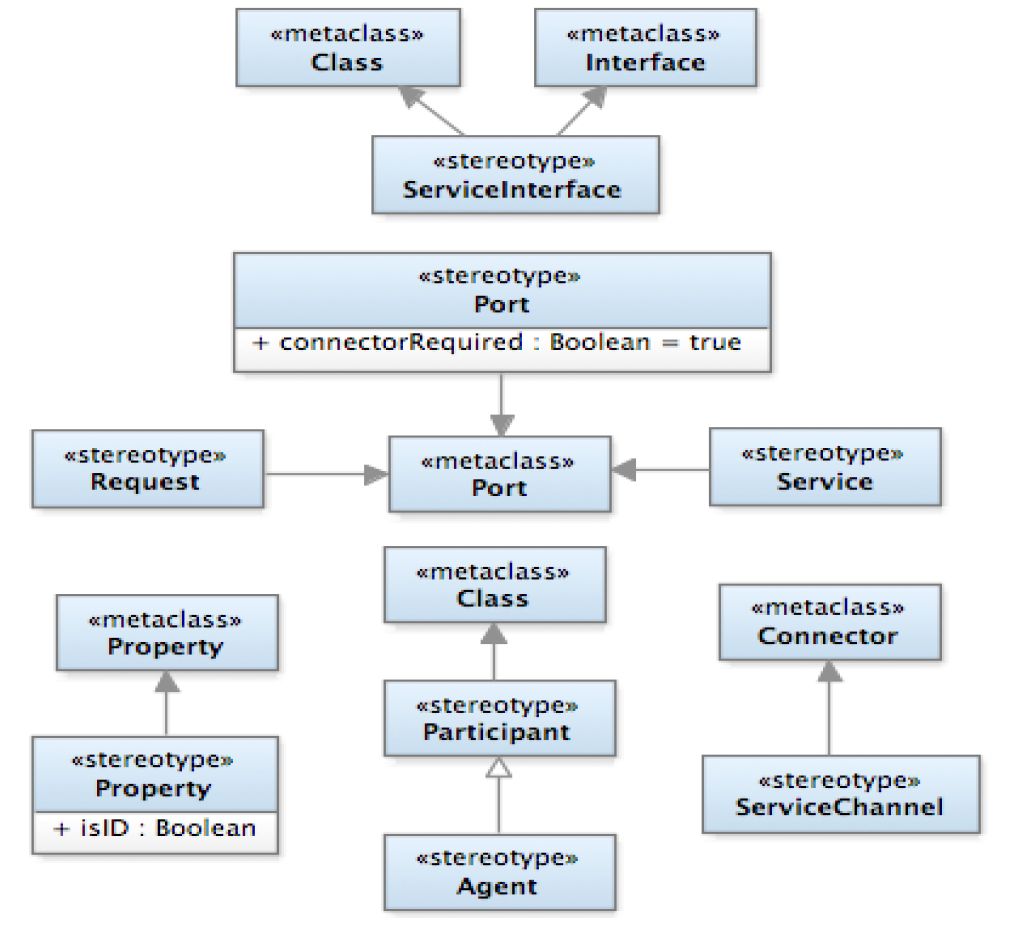 «metaclass»
Class
«metaclass»
Interface
«stereotype»
ServiceInterface
«stereotype»
Port
+ connectorRequired : Boolean = true
«stereotype»
Request
«metaclass»
Port
«stereotype»
Service
«metaclass»
Property
«metaclass»
Class
«metaclass»
Connector
«stereotype»
Property
+ isID : Boolean
«stereotype»
Participant
«stereotype»
ServiceChannel
«stereotype»
Agent